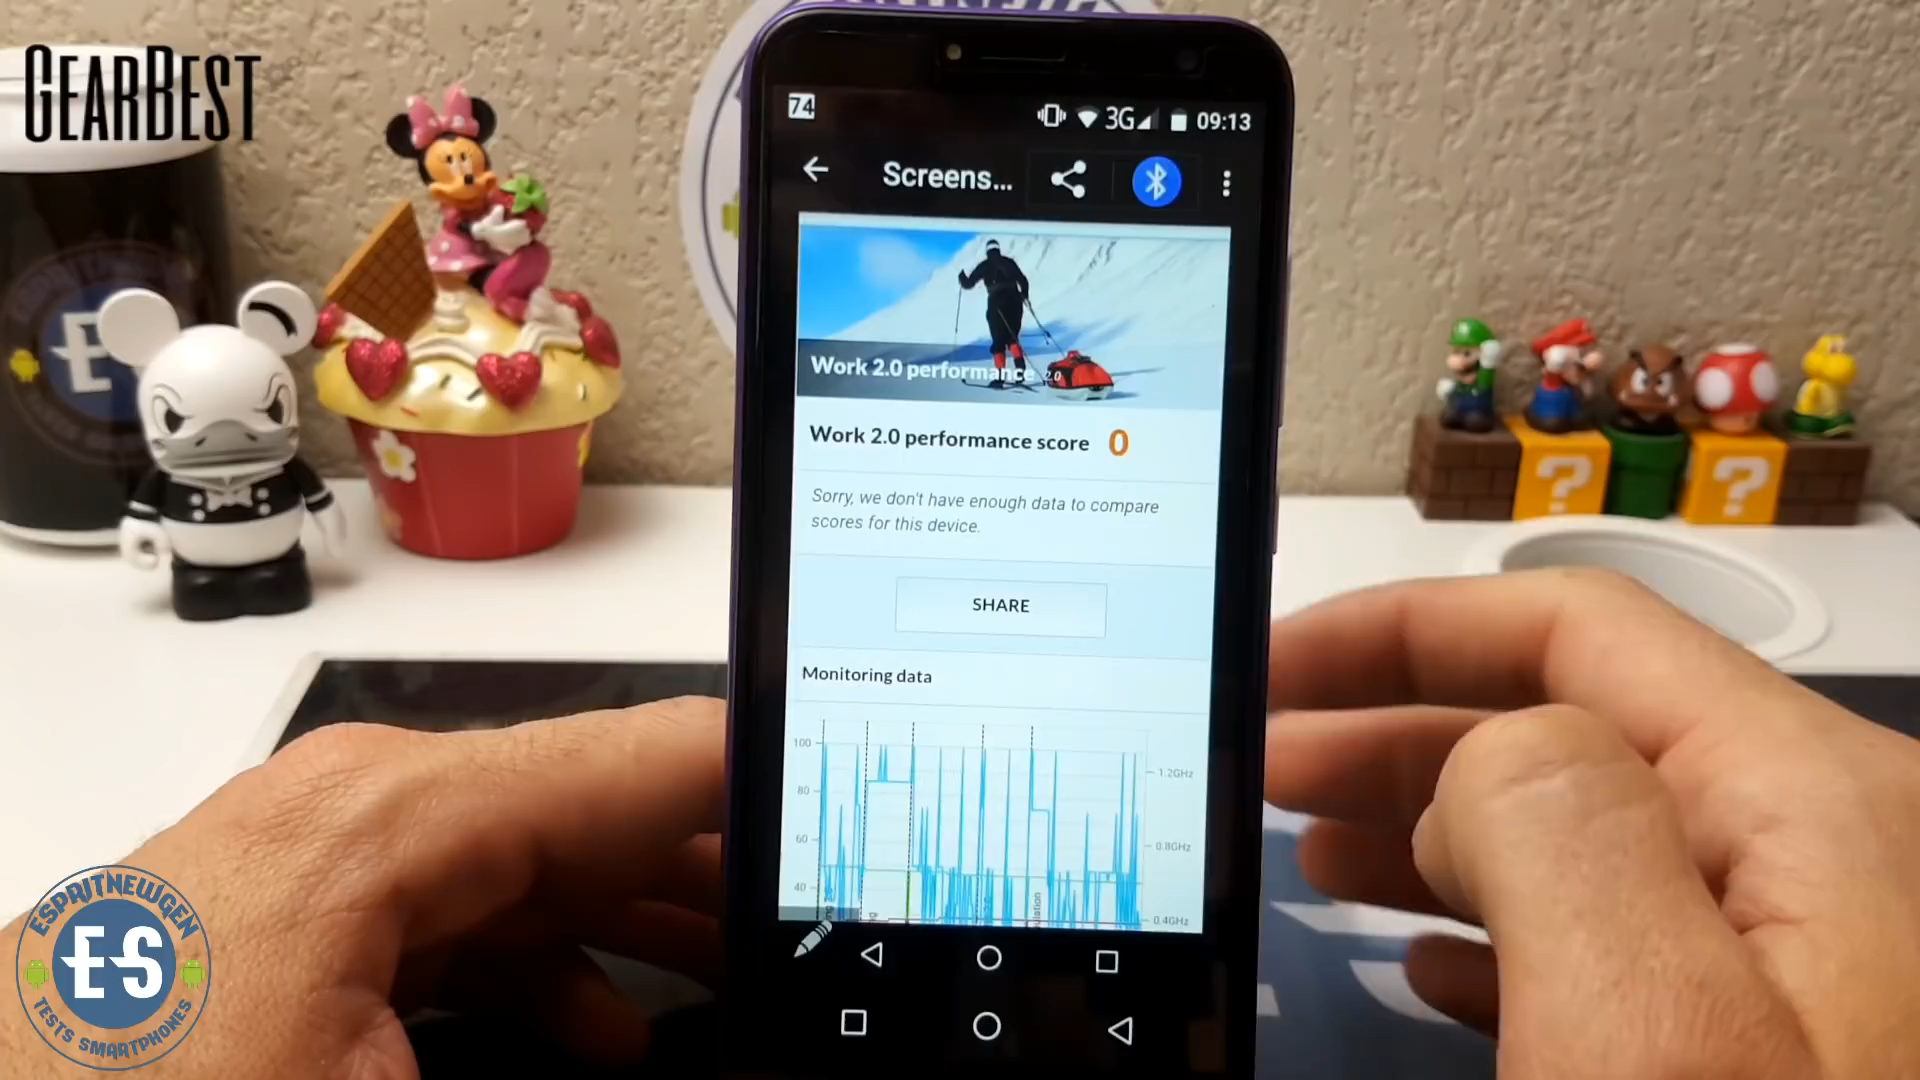 GEARBEST
74
3G
09:13
Screens...
Work 2.0 performance
2.0
Work 2.0 performance score 0
Sorry, we don't have enough data to compare
scores for this device.
SHARE
Monitoring data
100
80
60
40
1.2GHz
0.8GHz
0.4GHz
? ?
ESPRITNEWGEN
ES
TESTS SMARTPHONES